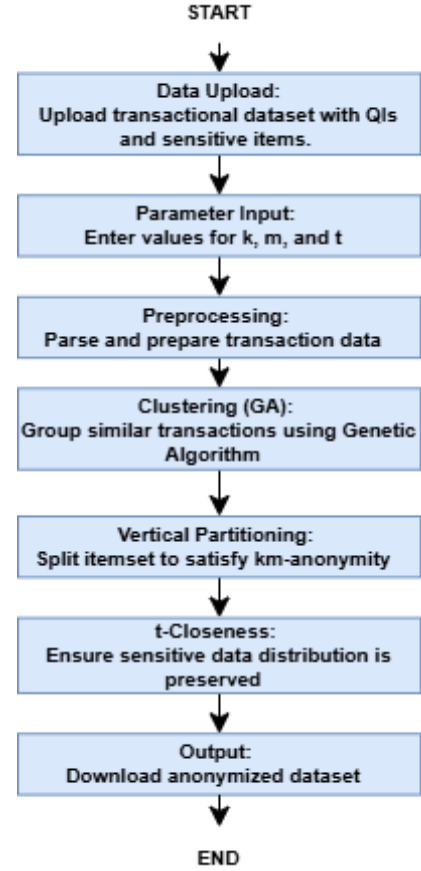 START
Data Upload:
Upload transactional dataset with QIs
and sensitive items.
Parameter Input:
Enter values for k, m, and t
Preprocessing:
Parse and prepare transaction data
Clustering (GA):
Group similar transactions using Genetic
Algorithm
Vertical Partitioning:
Split itemset to satisfy km-anonymity
t-Closeness:
Ensure sensitive data distribution is
preserved
Output:
Download anonymized dataset
END